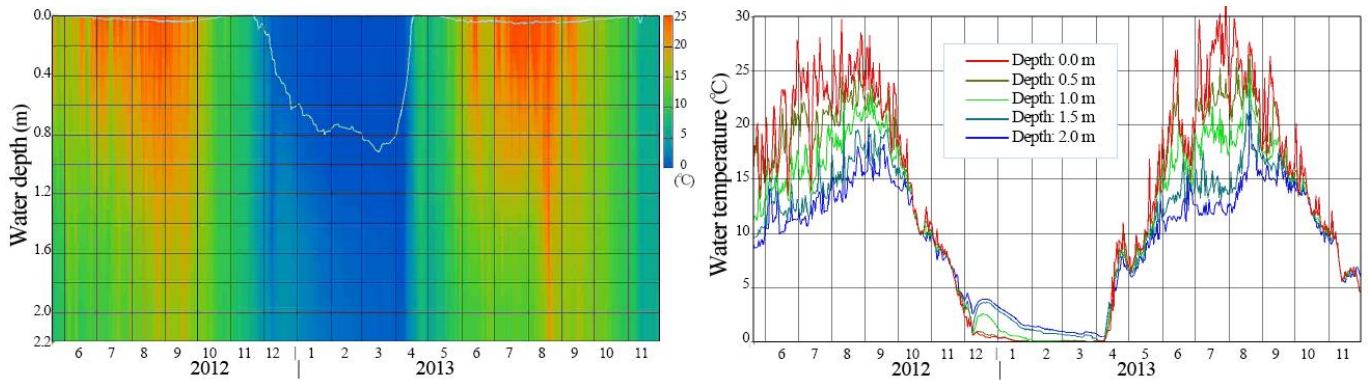 Water depth (m)
0.0
0.4
0.8
1.2
1.6
2.0
2.2
6 7 8 9 10 11 12 1 2 3 4 5 6 7 8 9 10 11
2012 2013
25
20
15
10
5
0
(℃)
Water temperature (℃)
30
25
20
15
10
5
0
Depth: 0.0 m
Depth: 0.5 m
Depth: 1.0 m
Depth: 1.5 m
Depth: 2.0 m
6 7 8 9 10 11 12 1 2 3 4 5 6 7 8 9 10 11
2012 2013